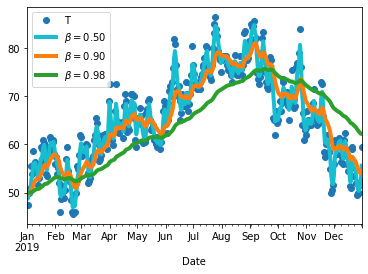 T
β = 0.50
β = 0.90
β = 0.98
80
70
60
50
Jan Feb Mar Apr May Jun Jul Aug Sep Oct Nov Dec
2019
Date